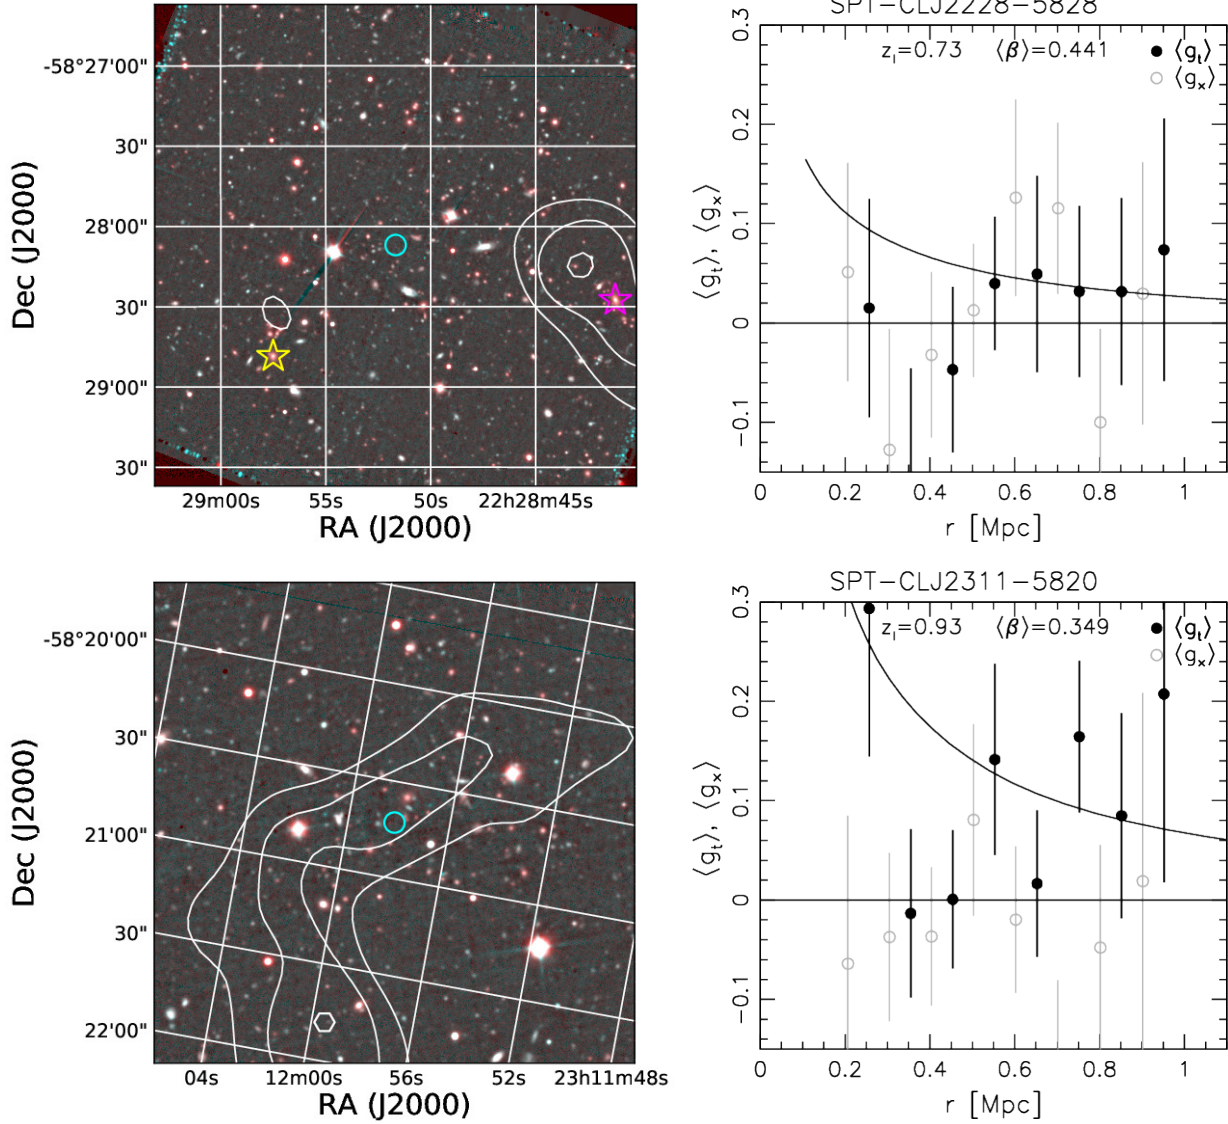 -58°27'00"
30"
28'00"
30"
29'00"
30"
Dec (J2000)
29m00s 55s 50s 22h28m45s
RA (J2000)
SPT-CLJ2228-5828
z_l=0.73 ⟨β⟩=0.441
⟨g_t⟩
⟨g_x⟩
0.3
0.2
0.1
0
-0.1
⟨g_t⟩, ⟨g_x⟩
0 0.2 0.4 0.6 0.8 1
r [Mpc]
-58°20'00"
30"
21'00"
30"
22'00"
Dec (J2000)
04s 12m00s 56s 52s 23h11m48s
RA (J2000)
SPT-CLJ2311-5820
z_l=0.93 ⟨β⟩=0.349
⟨g_t⟩
⟨g_x⟩
0.3
0.2
0.1
0
-0.1
⟨g_t⟩, ⟨g_x⟩
0 0.2 0.4 0.6 0.8 1
r [Mpc]